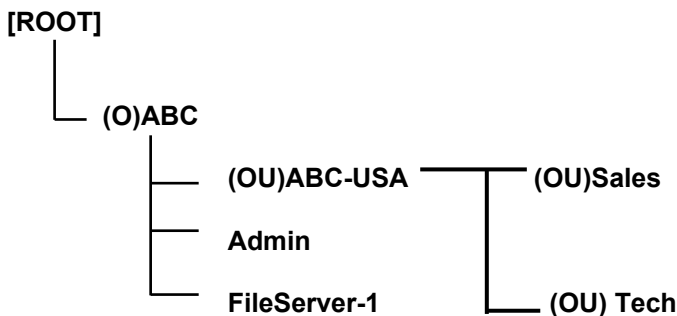 [ROOT]
(O)ABC
(OU)ABC-USA
(OU)Sales
Admin
FileServer-1
(OU) Tech